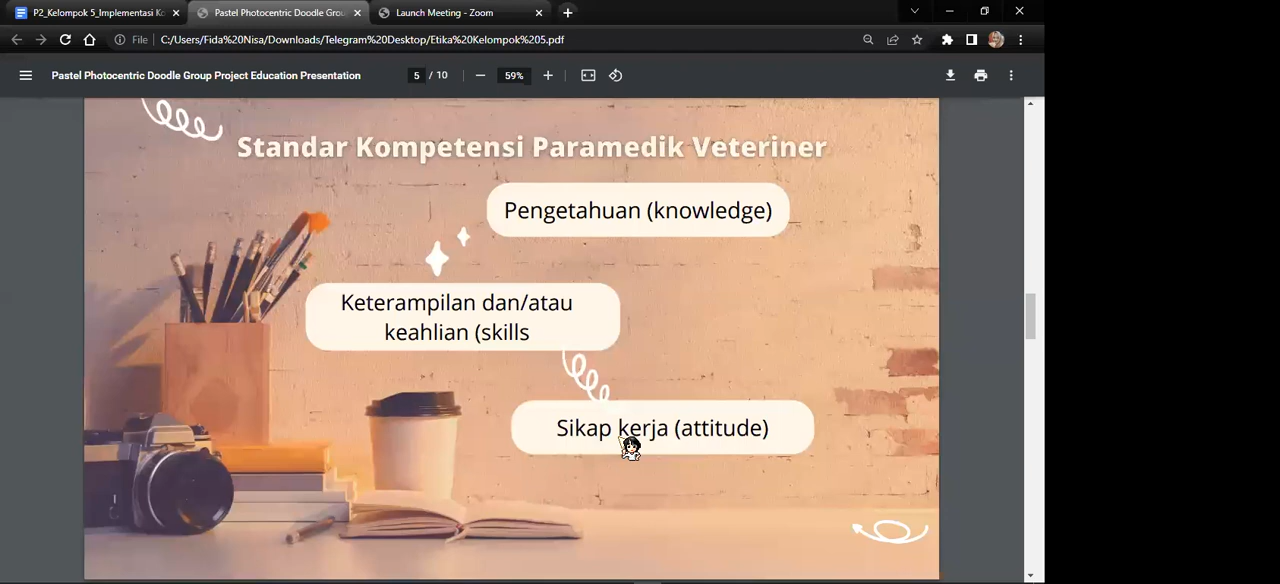 P2_Kelompok 5_Implementasi Ko
Pastel Photocentric Doodle Grou
Launch Meeting - Zoom
File
C:/Users/Fida%20Nisa/Downloads/Telegram%20Desktop/Etika%20Kelompok%205.pdf
Pastel Photocentric Doodle Group Project Education Presentation
5 / 10
59%
Standar Kompetensi Paramedik Veteriner
Pengetahuan (knowledge)
Keterampilan dan/atau
keahlian (skills
Sikap kerja (attitude)